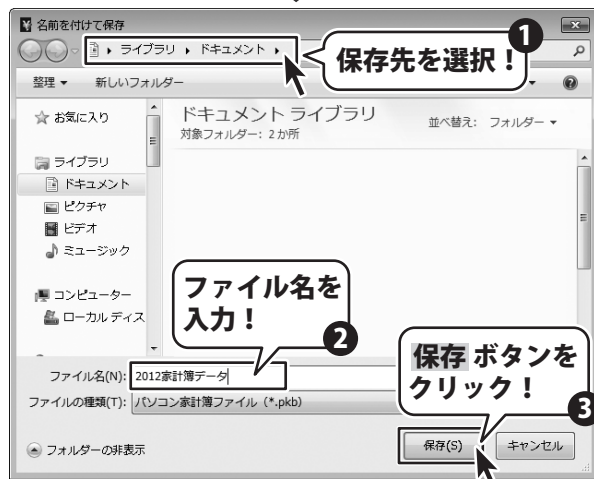 名前を付けて保存
ライブラリ ▸ ドキュメント ▸
1
保存先を選択！
整理 ▼ 新しいフォルダー
お気に入り
ライブラリ
ドキュメント
ピクチャ
ビデオ
ミュージック
コンピューター
ローカル ディス
ドキュメント ライブラリ
対象フォルダー: 2か所
並べ替え: フォルダー ▼
ファイル名を
入力！
2
ファイル名(N): 2012家計簿データ
ファイルの種類(T): パソコン家計簿ファイル (*.pkb)
保存 ボタンを
クリック！
3
フォルダーの非表示
保存(S)
キャンセル